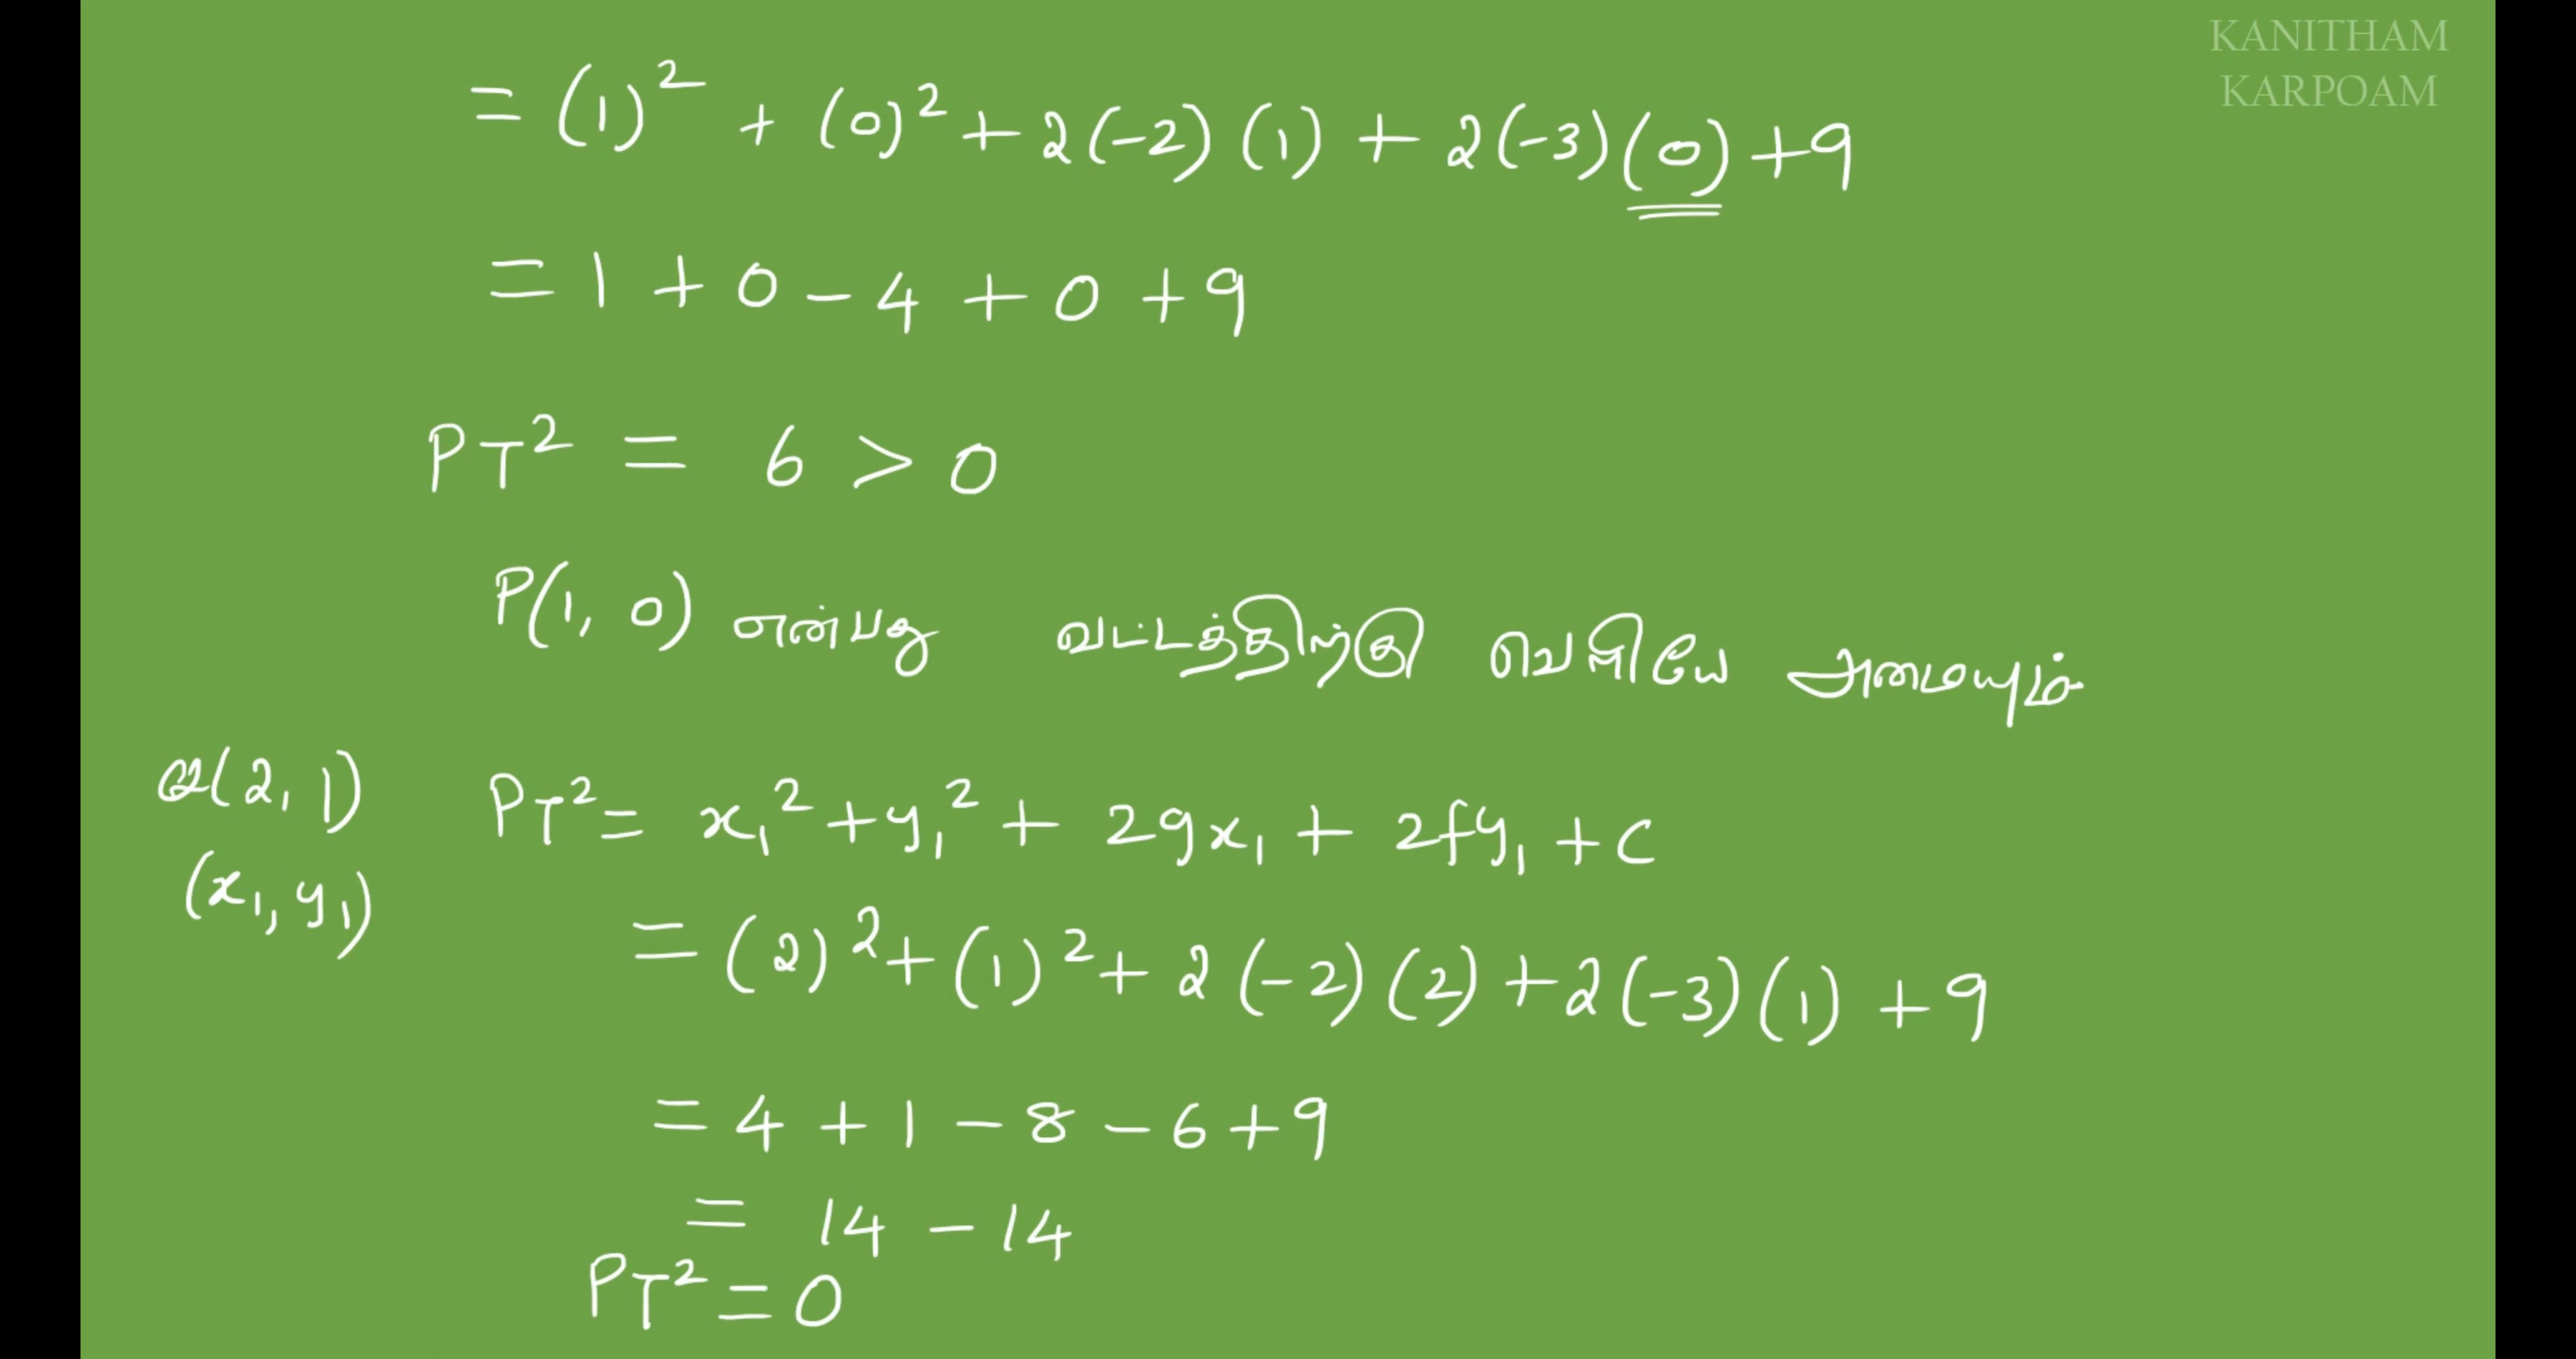 KANITHAM
KARPOAM
= (1)² + (0)² + 2(-2)(1) + 2(-3)(0) + 9
= 1 + 0 - 4 + 0 + 9
PT² = 6 > 0
P(1, 0) என்பது வட்டத்திற்கு வெளியே அமையும்
Q(2, 1) PT² = x₁² + y₁² + 2gx₁ + 2fy₁ + c
(x₁, y₁)
= (2)² + (1)² + 2(-2)(2) + 2(-3)(1) + 9
= 4 + 1 - 8 - 6 + 9
= 14 - 14
PT² = 0